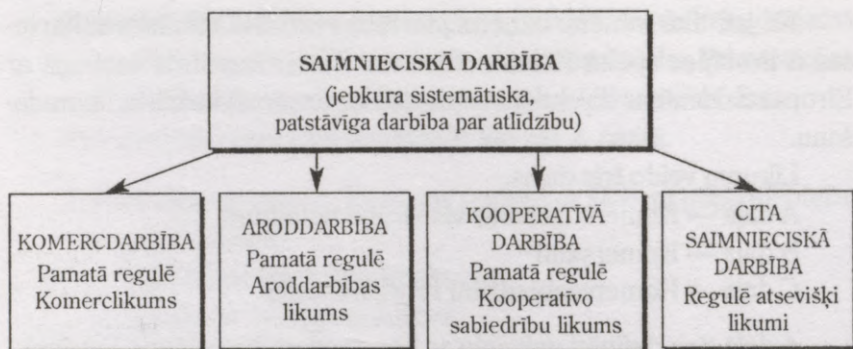 SAIMNIECISKĀ DARBĪBA
(jebkura sistemātiska,
patstāvīga darbība par atlīdzību)
KOMERCDARBĪBA
Pamatā regulē
Komerclikums
ARODDARBĪBA
Pamatā regulē
Aroddarbības
likums
KOOPERATĪVĀ
DARBĪBA
Pamatā regulē
Kooperatīvo
sabiedrību likums
CITA
SAIMNIECISKĀ
DARBĪBA
Regulē atsevišķi
likumi